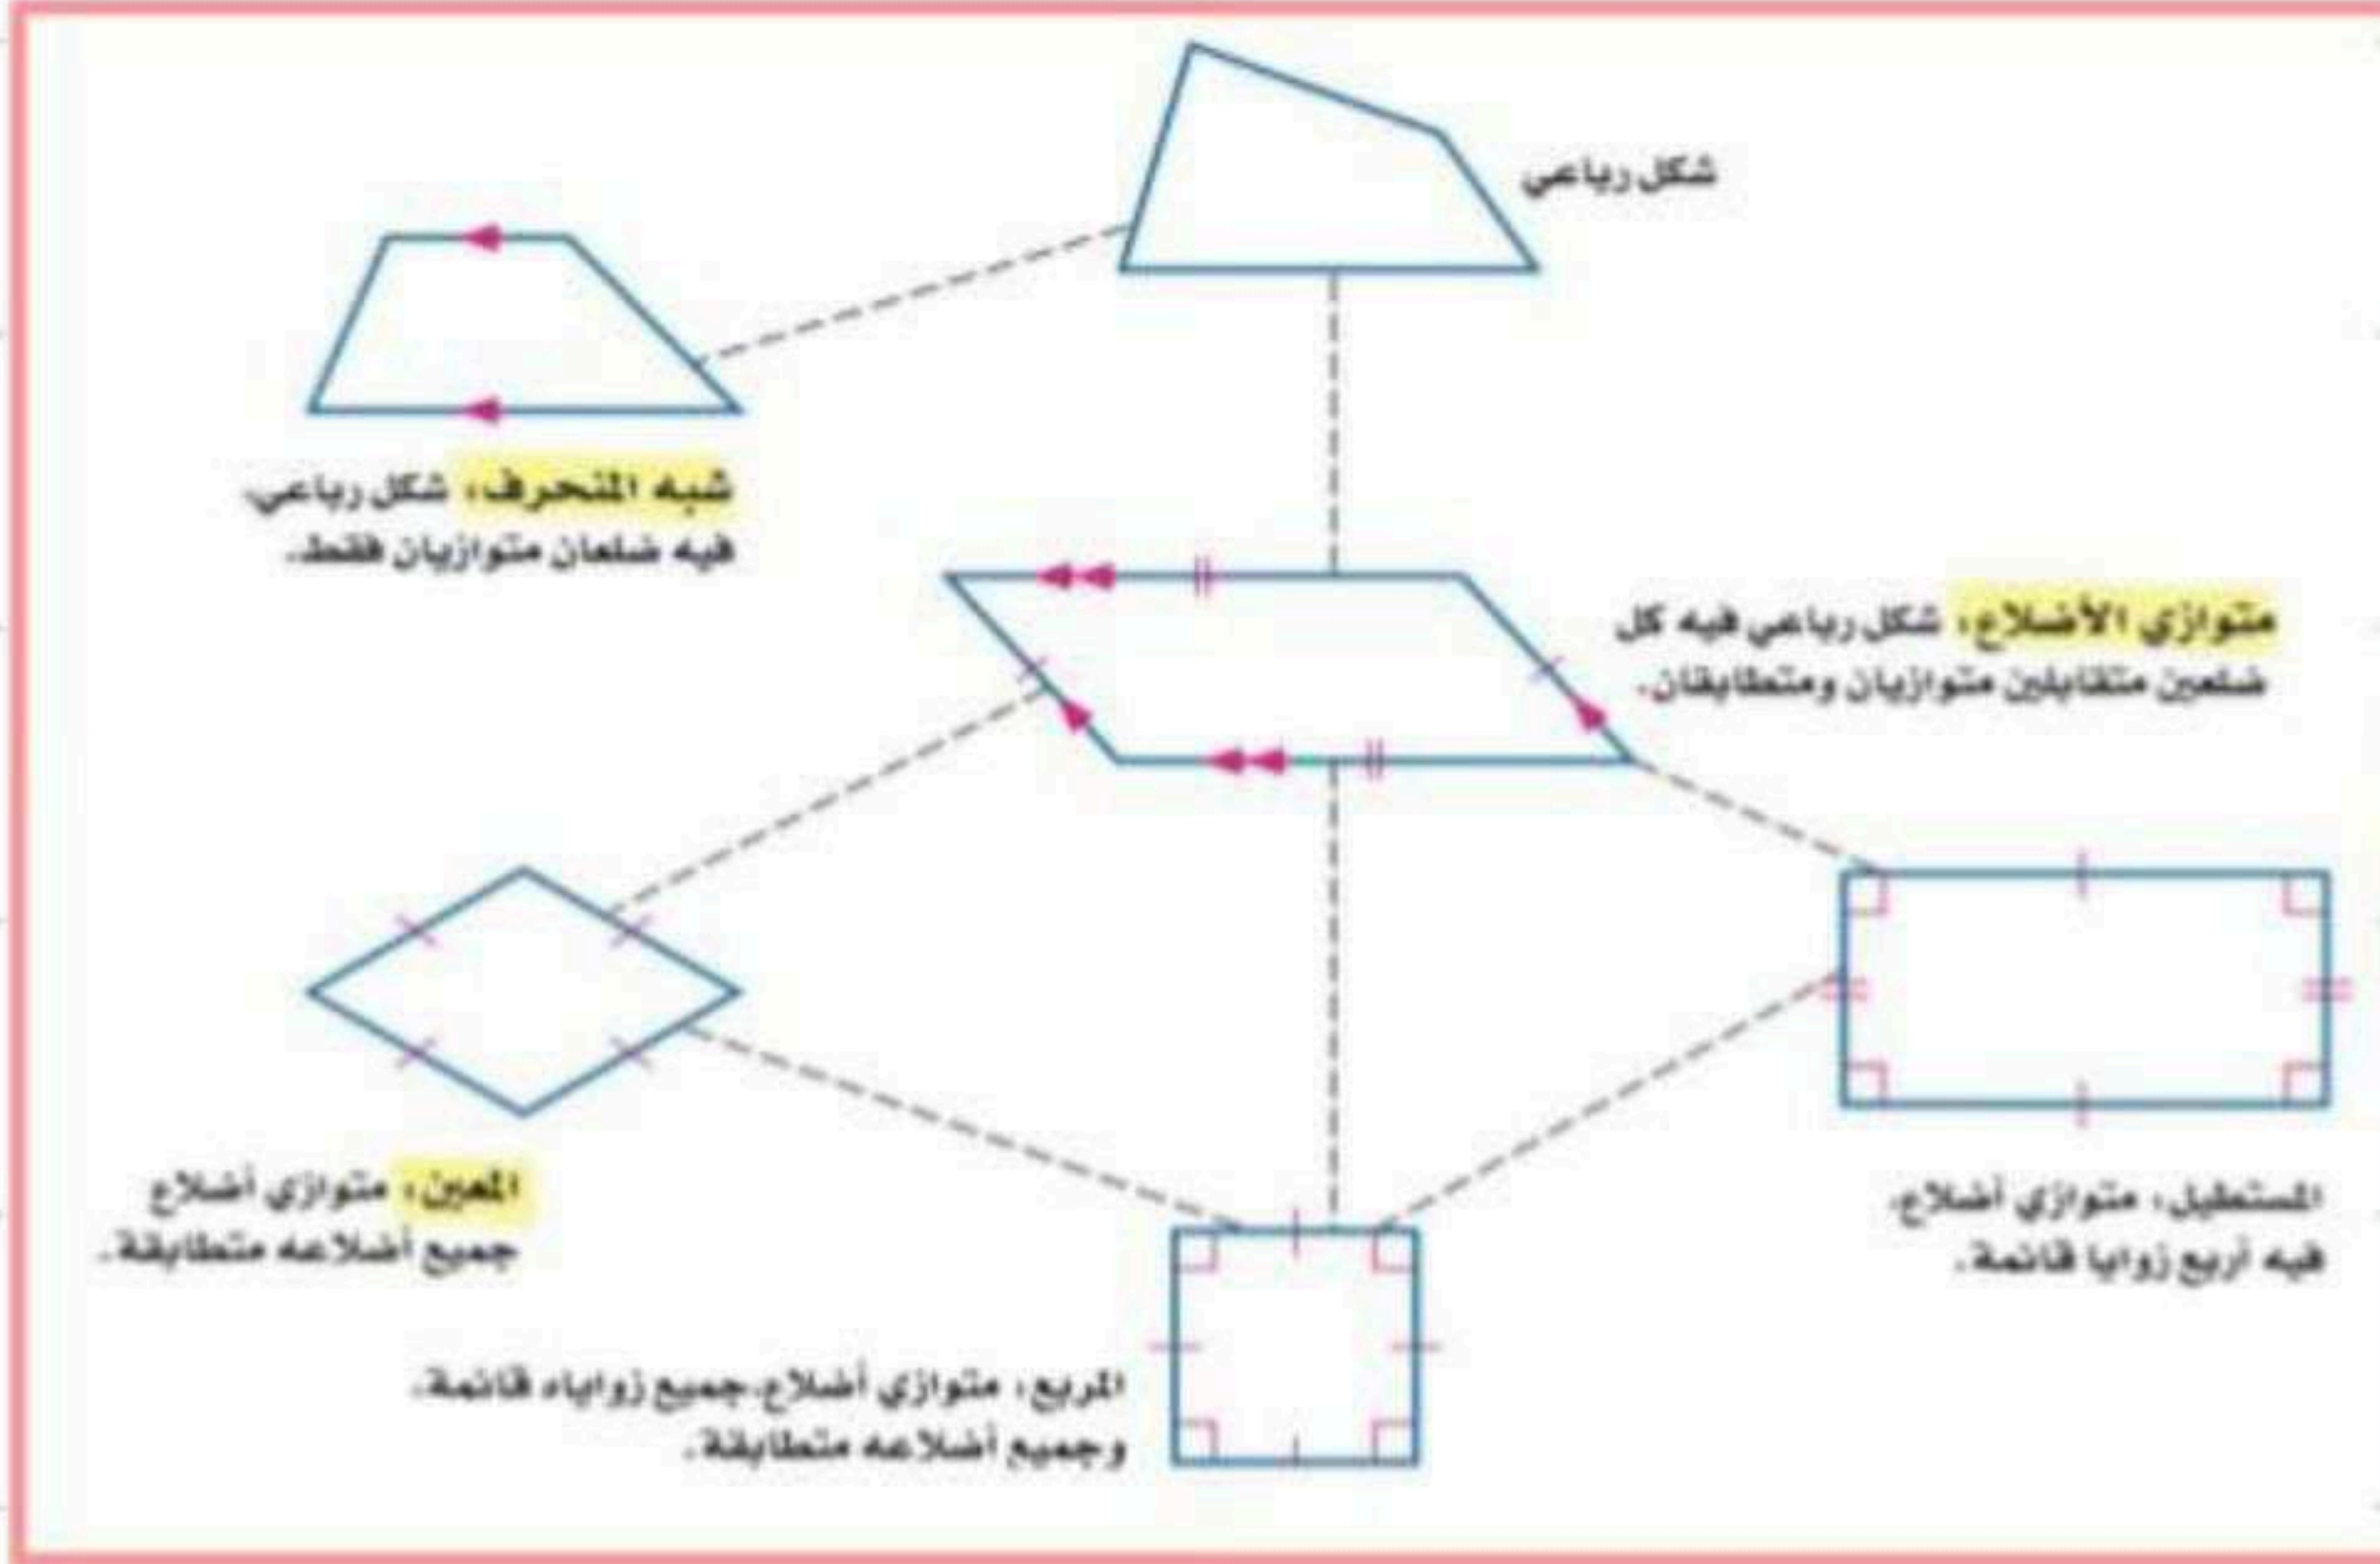 شكل رباعي
شبه المنحرف، شكل رباعي،
فيه ضلعان متوازيان فقط.
متوازي الأضلاع، شكل رباعي فيه كل
ضلعين متقابلين متوازيان ومتطابقان.
المستطيل، متوازي أضلاع،
فيه أربع زوايا قائمة.
المعين، متوازي أضلاع
جميع أضلاعه متطابقة.
المربع، متوازي أضلاع، جميع زواياه قائمة،
وجميع أضلاعه متطابقة.